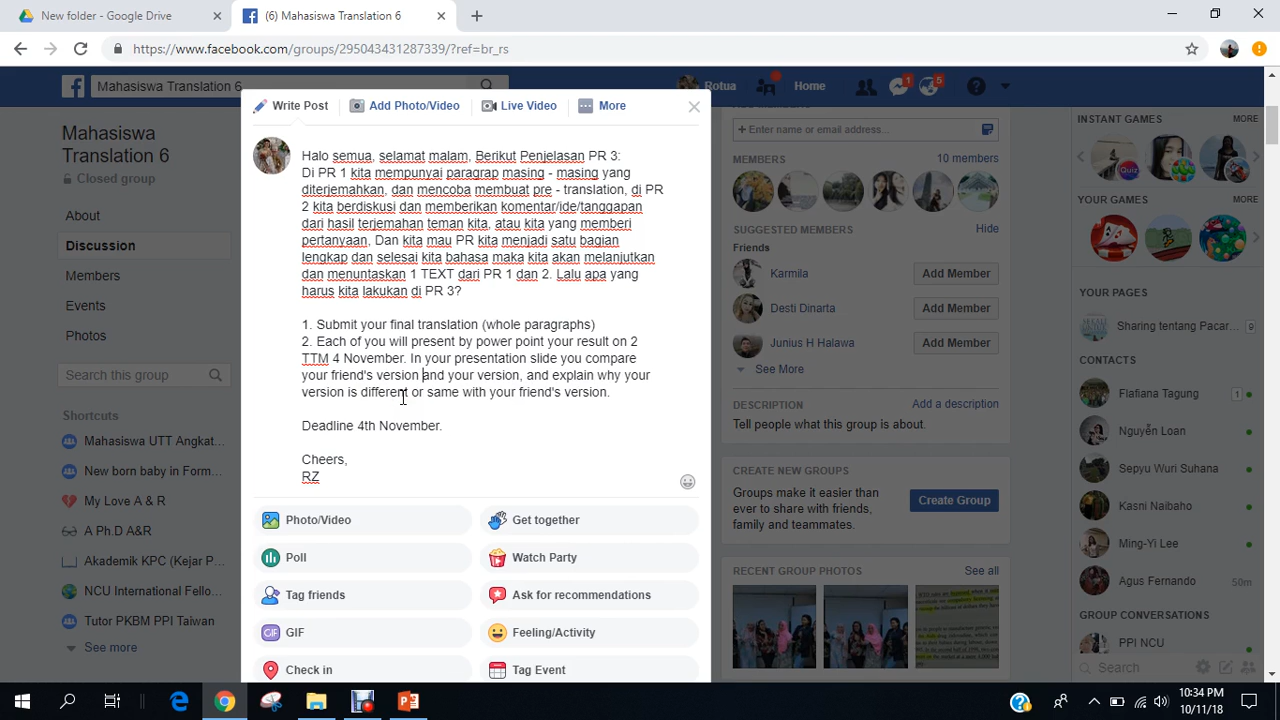 New folder - Google Drive
(6) Mahasiswa Translation 6
https://www.facebook.com/groups/295043431287339/?ref=br_rs
Mahasiswa Translation 6
Rotua
Home
1
5
Mahasiswa
Translation 6
Closed group
About
Discussion
Members
Events
Photos
Search this group
Shortcuts
Mahasiswa UTT Angkat...
New born baby in Form...
My Love A & R
A Ph.D A&R
Akademik KPC (Kejar P...
NCU International Fello...
Tutor PKBM PPI Taiwan
See more
Write Post
Add Photo/Video
Live Video
More
Halo semua, selamat malam, Berikut Penjelasan PR 3:
Di PR 1 kita mempunyai paragrap masing - masing yang
diterjemahkan, dan mencoba membuat pre - translation, di PR
2 kita berdiskusi dan memberikan komentar/ide/tanggapan
dari hasil terjemahan teman kita, atau kita yang memberi
pertanyaan, Dan kita mau PR kita menjadi satu bagian
lengkap dan selesai kita bahasa maka kita akan melanjutkan
dan menuntaskan 1 TEXT dari PR 1 dan 2. Lalu apa yang
harus kita lakukan di PR 3?
1. Submit your final translation (whole paragraphs)
2. Each of you will present by power point your result on 2
TTM 4 November. In your presentation slide you compare
your friend's version and your version, and explain why your
version is different or same with your friend's version.
Deadline 4th November.
Cheers,
RZ
Photo/Video
Get together
Poll
Watch Party
Tag friends
Ask for recommendations
GIF
Feeling/Activity
Check in
Tag Event
+ Enter name or email address...
MEMBERS
10 members
SUGGESTED MEMBERS
Hide
Friends
Karmila
Add Member
Desti Dinarta
Add Member
Junius H Halawa
Add Member
See More
DESCRIPTION
Add a description
Tell people what this group is about.
CREATE NEW GROUPS
Groups make it easier than
ever to share with friends,
family and teammates.
Create Group
RECENT GROUP PHOTOS
See all
INSTANT GAMES
MORE
YOUR GAMES
MORE
Sharing tentang Pacar...
CONTACTS
Flafiana Tagung
1
Nguyễn Như
Sepyu Wuri Suhana
Kasni Naibaho
Ming-Yi Lee
Agus Fernando
50m
GROUP CONVERSATIONS
PPI NCU
Search
10:34 PM
10/11/18